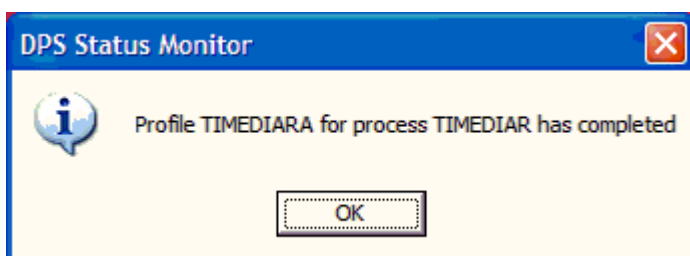 DPS Status Monitor
Profile TIMEDIARA for process TIMEDIAR has completed
OK